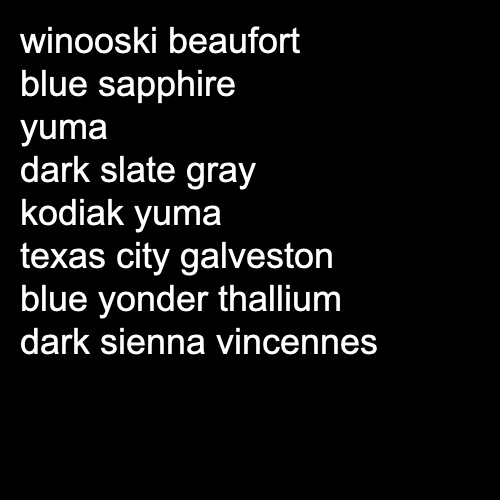 winooski beaufort
blue sapphire
yuma
dark slate gray
kodiak yuma
texas city galveston
blue yonder thallium
dark sienna vincennes